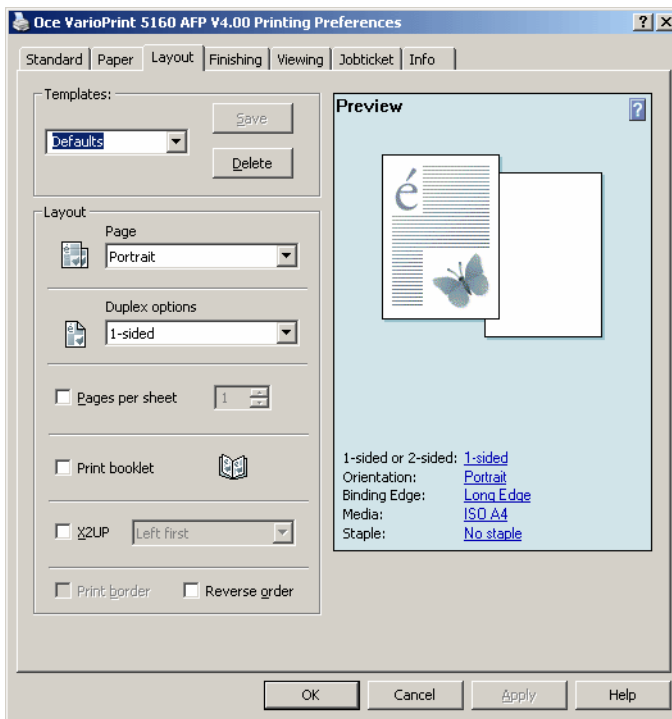 Oce VarioPrint 5160 AFP V4.00 Printing Preferences
Standard Paper Layout Finishing Viewing Jobticket Info
Templates:
Defaults
Save
Delete
Layout
Page
Portrait
Duplex options
1-sided
Pages per sheet 1
Print booklet
X2UP Left first
Print border Reverse order
Preview
?
é
1-sided or 2-sided: 1-sided
Orientation: Portrait
Binding Edge: Long Edge
Media: ISO A4
Staple: No staple
OK Cancel Apply Help